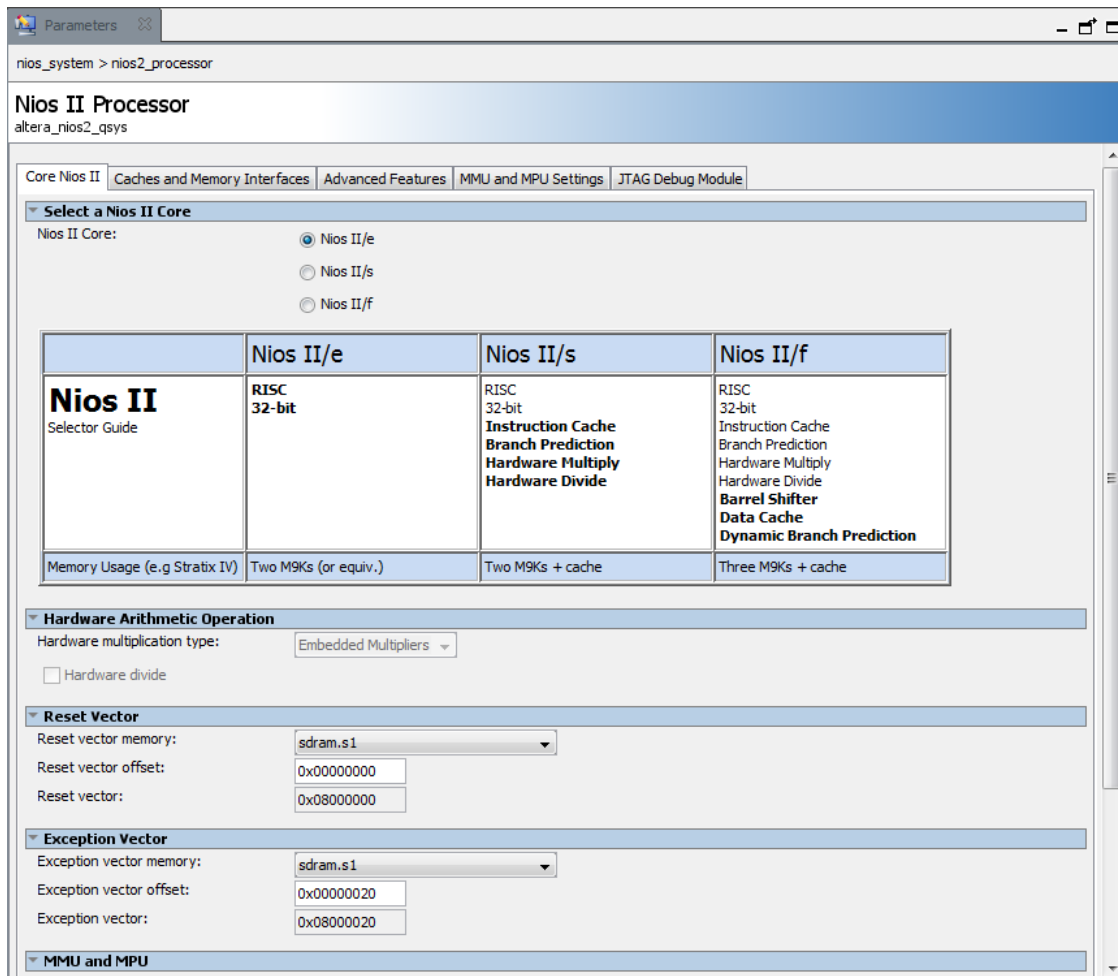 Parameters
nios_system > nios2_processor
Nios II Processor
altera_nios2_qsys
Core Nios II Caches and Memory Interfaces Advanced Features MMU and MPU Settings JTAG Debug Module
Select a Nios II Core
Nios II Core:
Nios II/e
Nios II/s
Nios II/f
Nios II/e Nios II/s Nios II/f
Nios II
Selector Guide
RISC
32-bit
RISC
32-bit
Instruction Cache
Branch Prediction
Hardware Multiply
Hardware Divide
RISC
32-bit
Instruction Cache
Branch Prediction
Hardware Multiply
Hardware Divide
Barrel Shifter
Data Cache
Dynamic Branch Prediction
Memory Usage (e.g Stratix IV) Two M9Ks (or equiv.) Two M9Ks + cache Three M9Ks + cache
Hardware Arithmetic Operation
Hardware multiplication type: Embedded Multipliers
Hardware divide
Reset Vector
Reset vector memory: sdram.s1
Reset vector offset: 0x00000000
Reset vector: 0x08000000
Exception Vector
Exception vector memory: sdram.s1
Exception vector offset: 0x00000020
Exception vector: 0x08000020
MMU and MPU